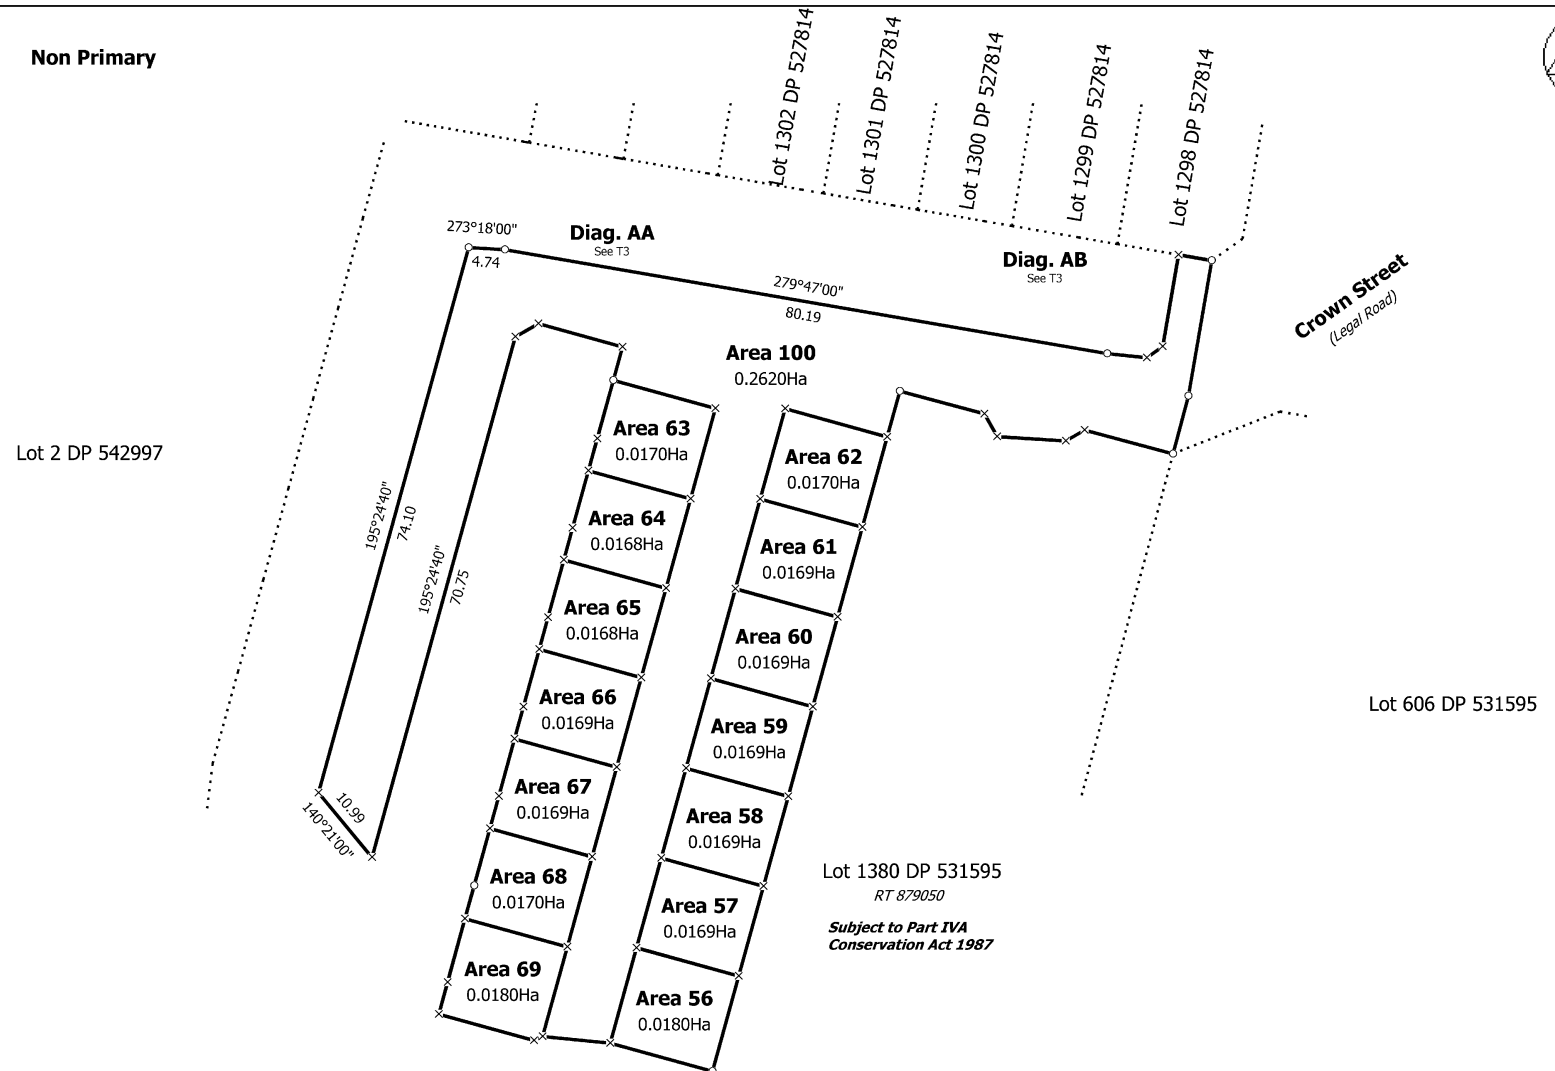 Non Primary
Lot 1302 DP 527814
Lot 1301 DP 527814
Lot 1300 DP 527814
Lot 1299 DP 527814
Lot 1298 DP 527814
273°18'00"
4.74
Diag. AA
See T3
Diag. AB
See T3
279°47'00"
80.19
Crown Street
(Legal Road)
Area 100
0.2620Ha
Lot 2 DP 542997
195°24'40"
74.10
195°24'40"
70.75
10.99
140°21'00"
Area 63
0.0170Ha
Area 62
0.0170Ha
Area 64
0.0168Ha
Area 61
0.0169Ha
Area 65
0.0168Ha
Area 60
0.0169Ha
Area 66
0.0169Ha
Area 59
0.0169Ha
Area 67
0.0169Ha
Area 58
0.0169Ha
Area 68
0.0170Ha
Area 57
0.0169Ha
Area 69
0.0180Ha
Area 56
0.0180Ha
Lot 606 DP 531595
Lot 1380 DP 531595
RT 879050
Subject to Part IVA
Conservation Act 1987